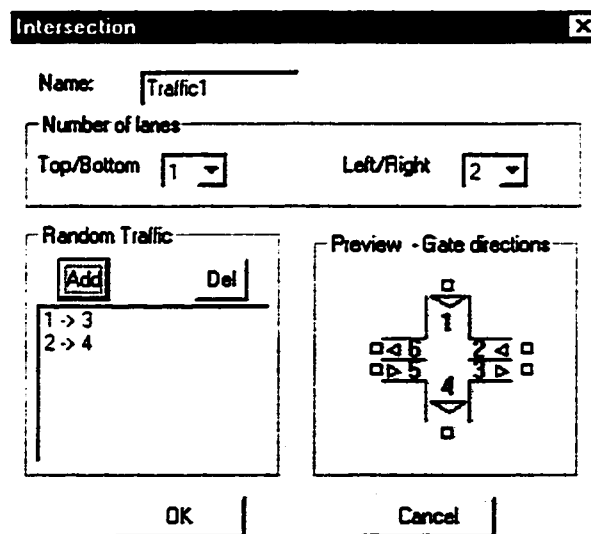 Intersection
Name: Traffic1
Number of lanes
Top/Bottom 1 Left/Right 2
Random Traffic
Add Del
1 -> 3
2 -> 4
Preview - Gate directions
1
6 2
5 3
4
OK Cancel